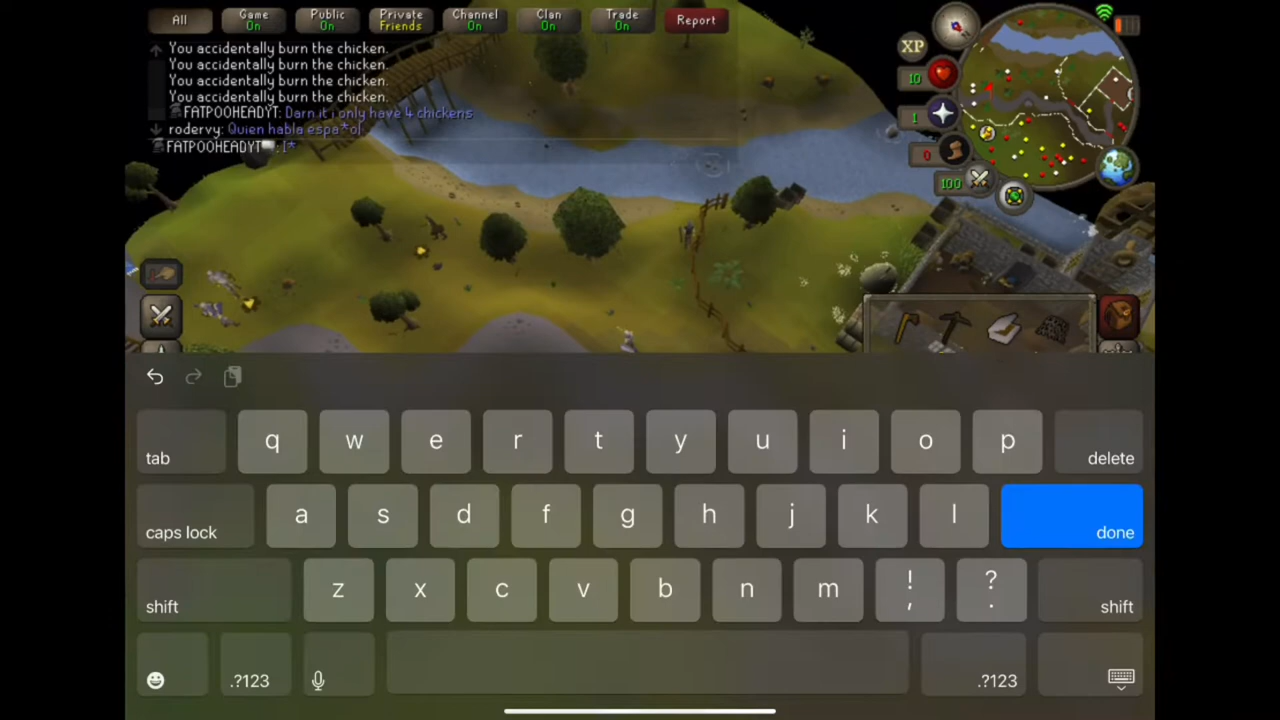 All
Game
On
Public
On
Private
Friends
Channel
On
Clan
On
Trade
On
Report
You accidentally burn the chicken.
You accidentally burn the chicken.
You accidentally burn the chicken.
You accidentally burn the chicken.
FATPOOHEADYT: Darn it i only have 4 chickens
rodervy: Quien habla espa*ol
FATPOOHEADYT: I*
XP
10
1
0
100
q w e r t y u i o p
tab delete
a s d f g h j k l
caps lock done
z x c v b n m ! ?
, .
shift shift
.?123 .?123